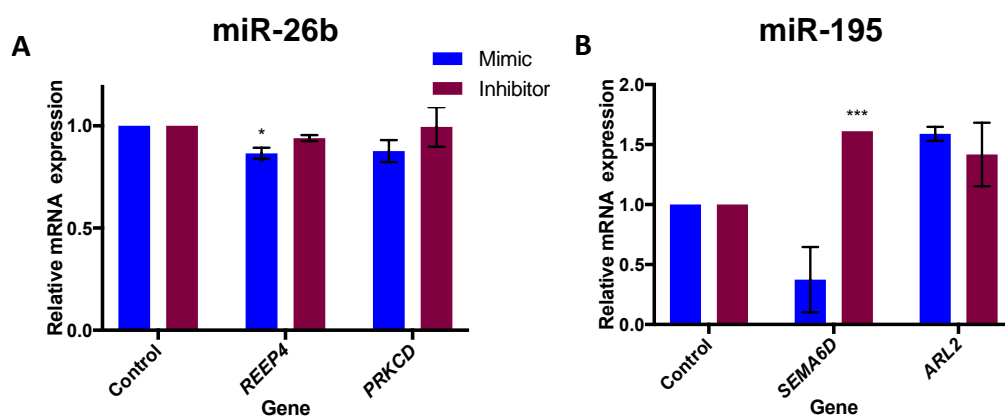 A
miR-26b
Mimic
Inhibitor
Relative mRNA expression
1.0
0.5
0.0
*
Control
REEP4
PRKCD
Gene
B
miR-195
Relative mRNA expression
2.0
1.5
1.0
0.5
0.0
***
Control
SEMA6D
ARL2
Gene